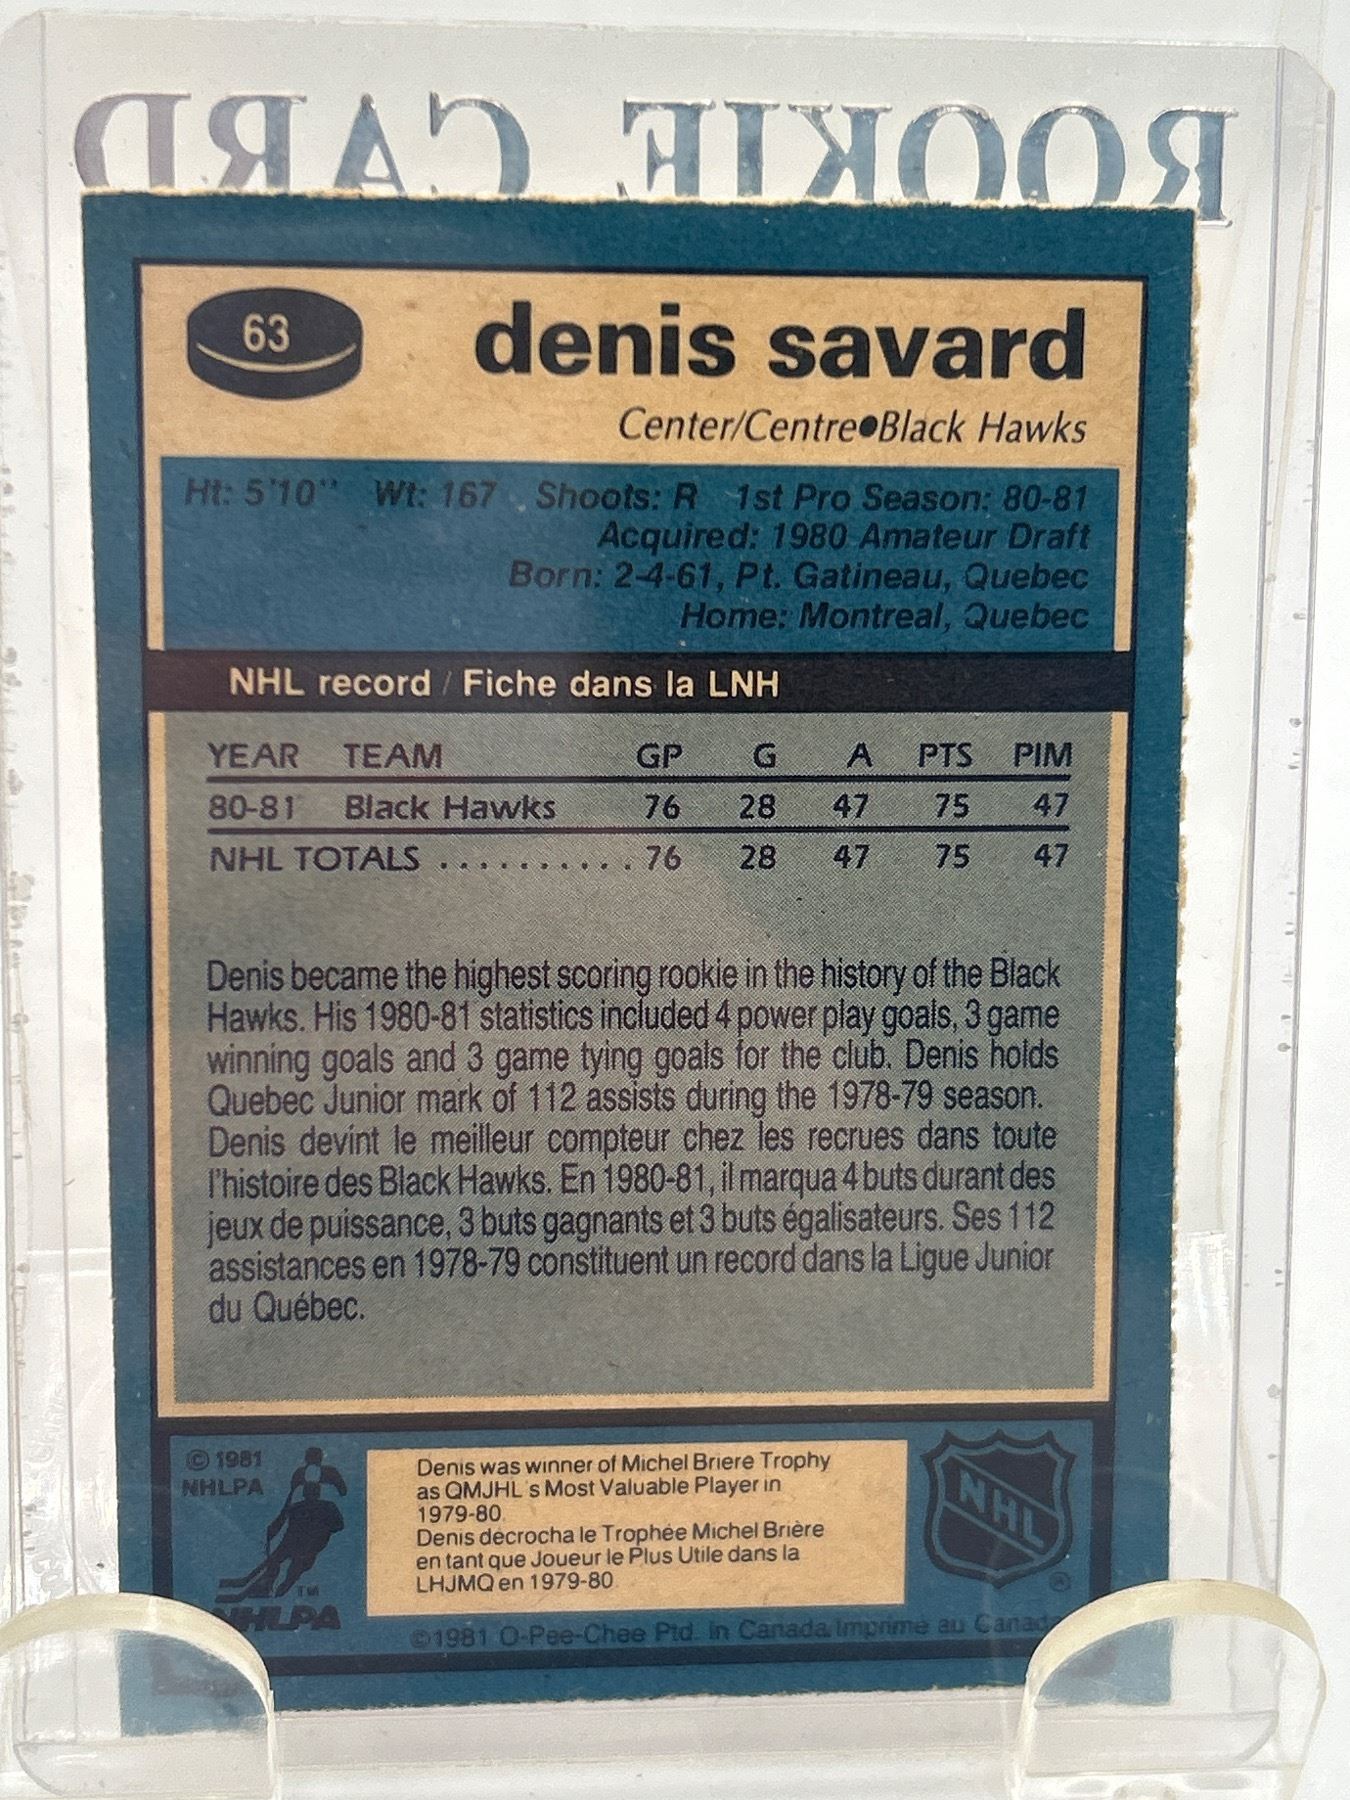 ROOKIE CARD
63
denis savard
Center/Centre●Black Hawks
Ht: 5'10'' Wt: 167 Shoots: R 1st Pro Season: 80-81
Acquired: 1980 Amateur Draft
Born: 2-4-61, Pt. Gatineau, Quebec
Home: Montreal, Quebec
NHL record / Fiche dans la LNH
YEAR TEAM GP G A PTS PIM
80-81 Black Hawks 76 28 47 75 47
NHL TOTALS .......... 76 28 47 75 47
Denis became the highest scoring rookie in the history of the Black
Hawks. His 1980-81 statistics included 4 power play goals, 3 game
winning goals and 3 game tying goals for the club. Denis holds
Quebec Junior mark of 112 assists during the 1978-79 season.
Denis devint le meilleur compteur chez les recrues dans toute
l'histoire des Black Hawks. En 1980-81, il marqua 4 buts durant des
jeux de puissance, 3 buts gagnants et 3 buts égalisateurs. Ses 112
assistances en 1978-79 constituent un record dans la Ligue Junior
du Québec.
© 1981
NHLPA
TM
NHLPA
Denis was winner of Michel Briere Trophy
as QMJHL's Most Valuable Player in
1979-80.
Denis décrocha le Trophée Michel Brière
en tant que Joueur le Plus Utile dans la
LHJMQ en 1979-80
NHL
®
©1981 O-Pee-Chee Ptd. in Canada. Imprimé au Canada